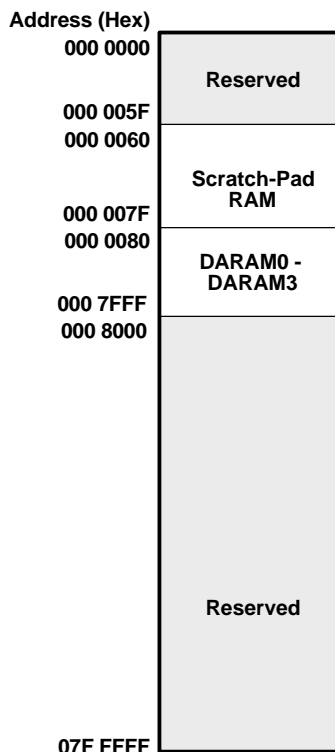 Address (Hex)
000 0000
Reserved
000 005F
000 0060
Scratch-Pad
RAM
000 007F
000 0080
DARAM0 -
DARAM3
000 7FFF
000 8000
Reserved
07F FFFF